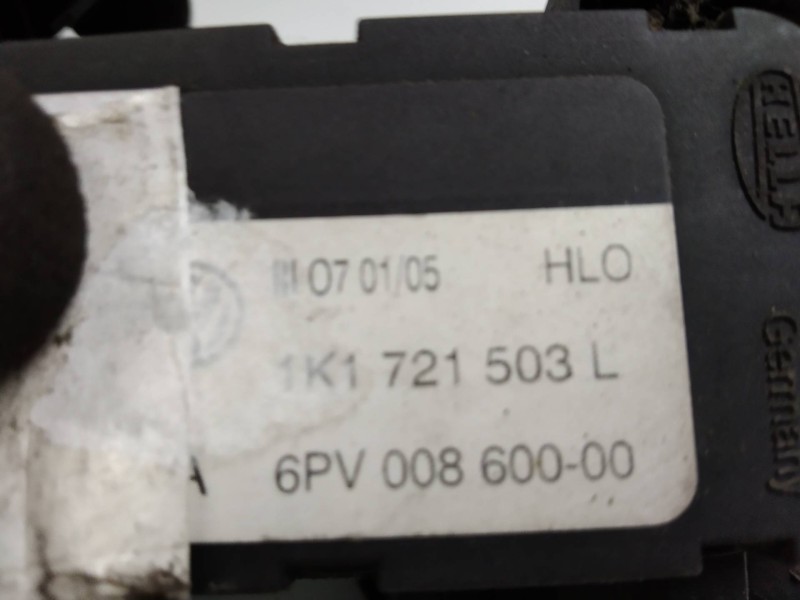 07 01/05 HLO
1K1 721 503 L
A 6PV 008 600-00
HELLA
Germany